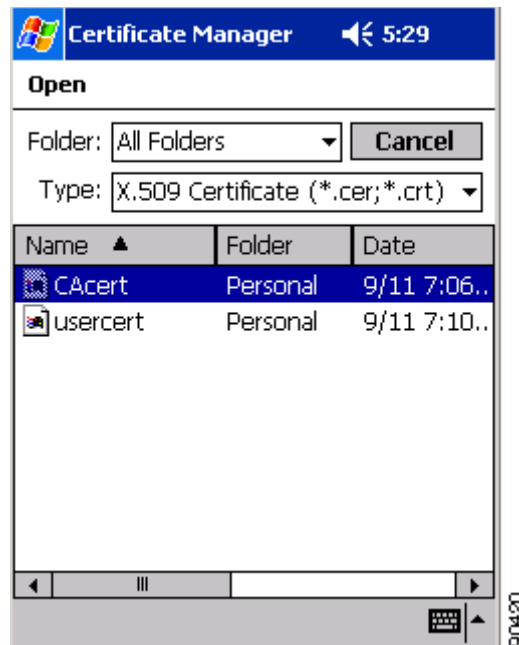 Certificate Manager 5:29
Open
Folder: All Folders Cancel
Type: X.509 Certificate (*.cer;*.crt)
Name Folder Date
CAcert Personal 9/11 7:06..
usercert Personal 9/11 7:10..
90420